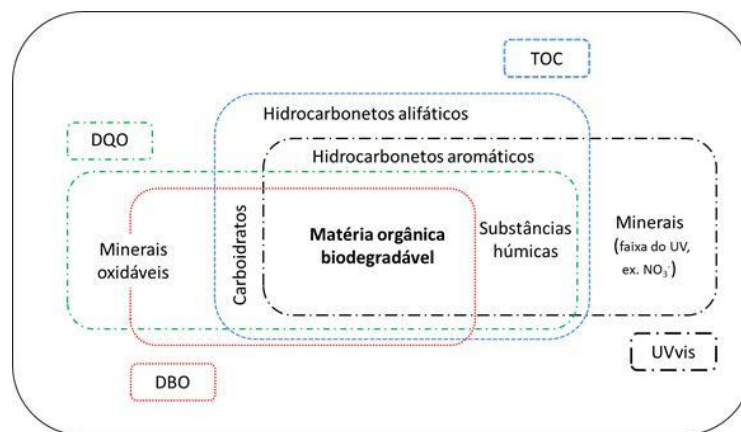 TOC
Hidrocarbonetos alifáticos
DQO
Hidrocarbonetos aromáticos
Minerais
oxidáveis
Carboidratos
Matéria orgânica
biodegradável
Substâncias
húmicas
Minerais
(faixa do UV,
ex. NO₃⁻)
UVvis
DBO